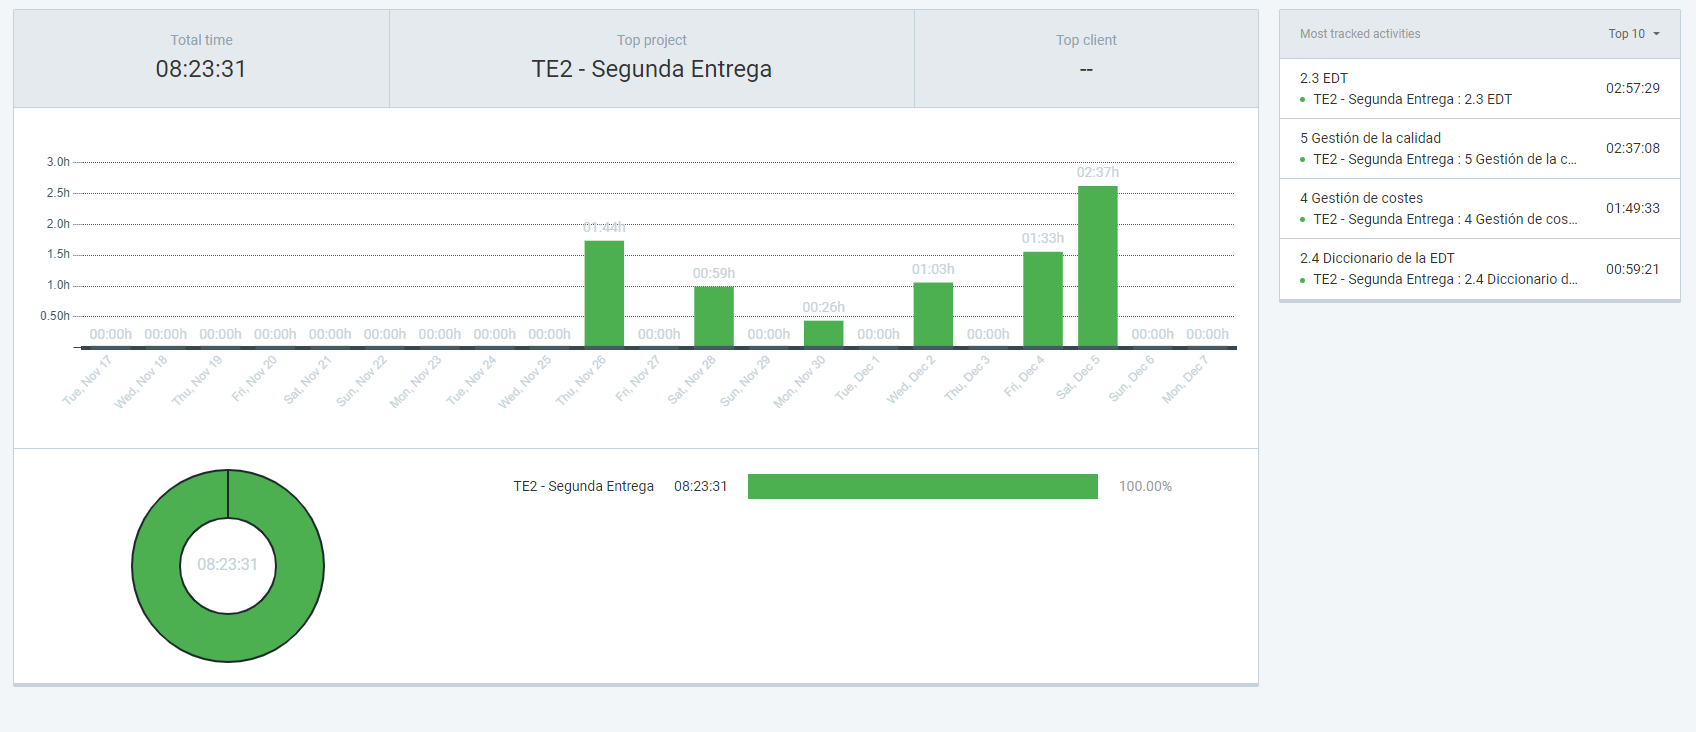 Total time
08:23:31
Top project
TE2 - Segunda Entrega
Top client
--
3.0h
2.5h
2.0h
1.5h
1.0h
0.50h
00:00h 00:00h 00:00h 00:00h 00:00h 00:00h 00:00h 00:00h 00:00h 01:44h 00:00h 00:59h 00:00h 00:26h 00:00h 01:03h 00:00h 01:33h 02:37h 00:00h 00:00h
Tue, Nov 17
Wed, Nov 18
Thu, Nov 19
Fri, Nov 20
Sat, Nov 21
Sun, Nov 22
Mon, Nov 23
Tue, Nov 24
Wed, Nov 25
Thu, Nov 26
Fri, Nov 27
Sat, Nov 28
Sun, Nov 29
Mon, Nov 30
Tue, Dec 1
Wed, Dec 2
Thu, Dec 3
Fri, Dec 4
Sat, Dec 5
Sun, Dec 6
Mon, Dec 7
08:23:31
TE2 - Segunda Entrega 08:23:31 100.00%
Most tracked activities Top 10
2.3 EDT
TE2 - Segunda Entrega : 2.3 EDT
02:57:29
5 Gestión de la calidad
TE2 - Segunda Entrega : 5 Gestión de la c...
02:37:08
4 Gestión de costes
TE2 - Segunda Entrega : 4 Gestión de cos...
01:49:33
2.4 Diccionario de la EDT
TE2 - Segunda Entrega : 2.4 Diccionario d...
00:59:21